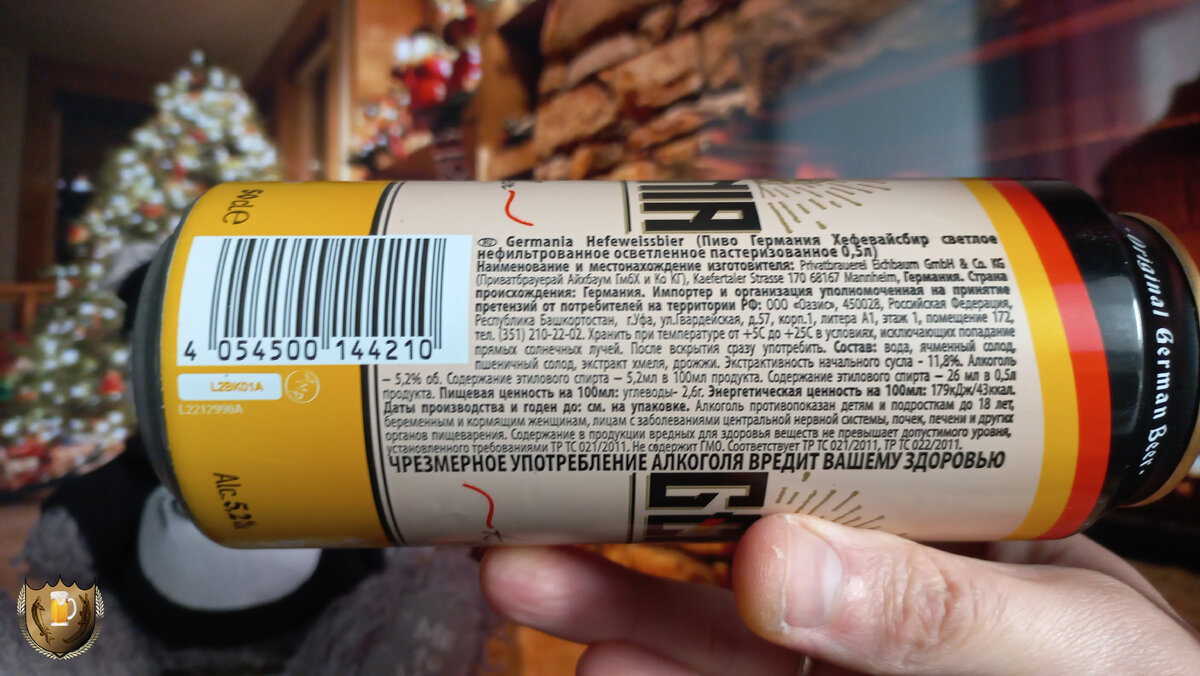 50cl e
НИЯ
RU Germania Hefeweissbier (Пиво Германия Хефевайсбир светлое
нефильтрованное осветленное пастеризованное 0,5л)
Наименование и местонахождение изготовителя: Privatbrauerei Eichbaum GmbH & Co. KG
(Приватбрауерай Айхбаум ГмбХ и Ко КГ), Kaefertaler Strasse 170 68167 Mannheim, Германия. Страна
происхождения: Германия. Импортер и организация уполномоченная на принятие
претензий от потребителей на территории РФ: ООО «Оазис», 450028, Российская Федерация,
Республика Башкортостан, г.Уфа, ул.Гвардейская, д.57, корп.1, литера А1, этаж 1, помещение 172,
тел. (351) 210-22-02. Хранить при температуре от +5С до +25С в условиях, исключающих попадание
прямых солнечных лучей. После вскрытия сразу употребить. Состав: вода, ячменный солод,
пшеничный солод, экстракт хмеля, дрожжи. Экстрактивность начального сусла - 11,8%. Алкоголь
– 5,2% об. Содержание этилового спирта – 5,2мл в 100мл продукта. Содержание этилового спирта – 26 мл в 0,5л
продукта. Пищевая ценность на 100мл: углеводы- 2,6г. Энергетическая ценность на 100мл: 179кДж/43ккал.
Даты производства и годен до: см. на упаковке. Алкоголь противопоказан детям и подросткам до 18 лет,
беременным и кормящим женщинам, лицам с заболеваниями центральной нервной системы, почек, печени и других
органов пищеварения. Содержание в продукции вредных для здоровья веществ не превышает допустимого уровня,
установленного требованиями ТР ТС 021/2011. Не содержит ГМО. Соответствует ТР ТС 021/2011, ТР ТС 022/2011.
ЧРЕЗМЕРНОЕ УПОТРЕБЛЕНИЕ АЛКОГОЛЯ ВРЕДИТ ВАШЕМУ ЗДОРОВЬЮ
4 054500 144210
L2BK01A
L2212990A
Alc. 5,2%
Original German Beer.